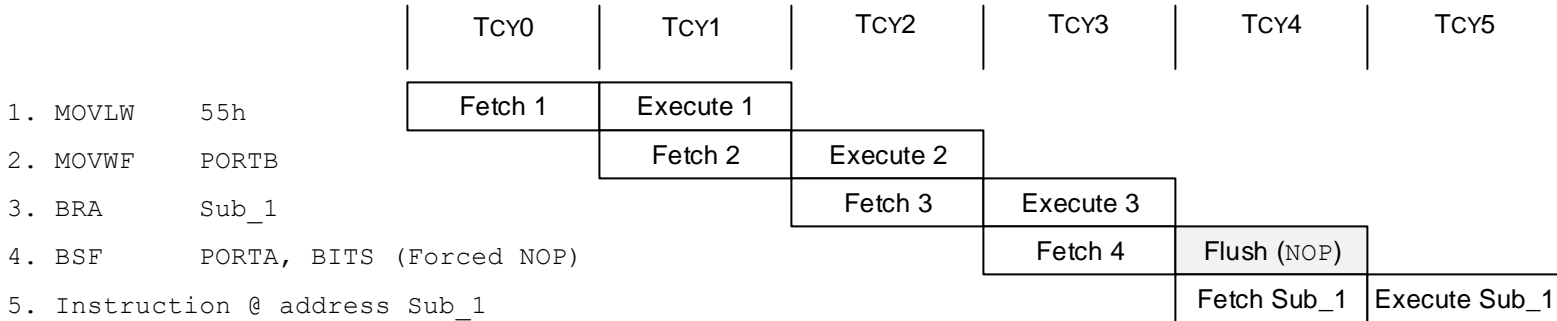 TCY0 TCY1 TCY2 TCY3 TCY4 TCY5
1. MOVLW 55h Fetch 1 Execute 1
2. MOVWF PORTB Fetch 2 Execute 2
3. BRA Sub_1 Fetch 3 Execute 3
4. BSF PORTA, BITS (Forced NOP) Fetch 4 Flush (NOP)
5. Instruction @ address Sub_1 Fetch Sub_1 Execute Sub_1